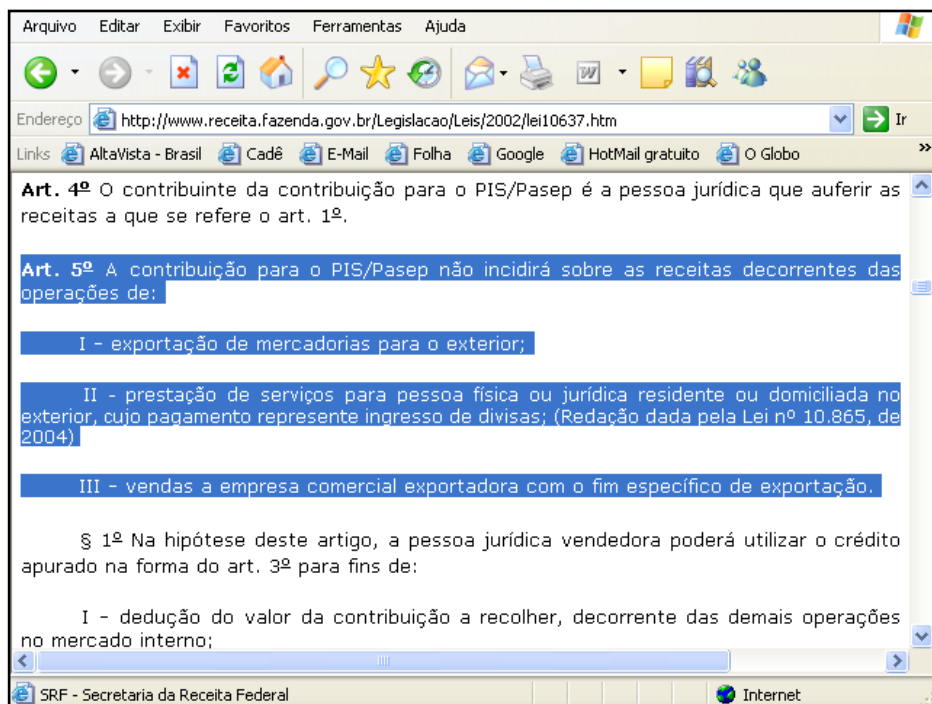 Arquivo Editar Exibir Favoritos Ferramentas Ajuda
Endereço http://www.receita.fazenda.gov.br/Legislacao/Leis/2002/lei10637.htm Ir
Links AltaVista - Brasil Cadê E-Mail Folha Google HotMail gratuito O Globo »
Art. 4º O contribuinte da contribuição para o PIS/Pasep é a pessoa jurídica que auferir as
receitas a que se refere o art. 1º.
Art. 5º A contribuição para o PIS/Pasep não incidirá sobre as receitas decorrentes das
operações de:
I – exportação de mercadorias para o exterior;
II - prestação de serviços para pessoa física ou jurídica residente ou domiciliada no
exterior, cujo pagamento represente ingresso de divisas; (Redação dada pela Lei nº 10.865, de
2004)
III – vendas a empresa comercial exportadora com o fim específico de exportação.
§ 1º Na hipótese deste artigo, a pessoa jurídica vendedora poderá utilizar o crédito
apurado na forma do art. 3º para fins de:
I – dedução do valor da contribuição a recolher, decorrente das demais operações
no mercado interno;
SRF - Secretaria da Receita Federal Internet